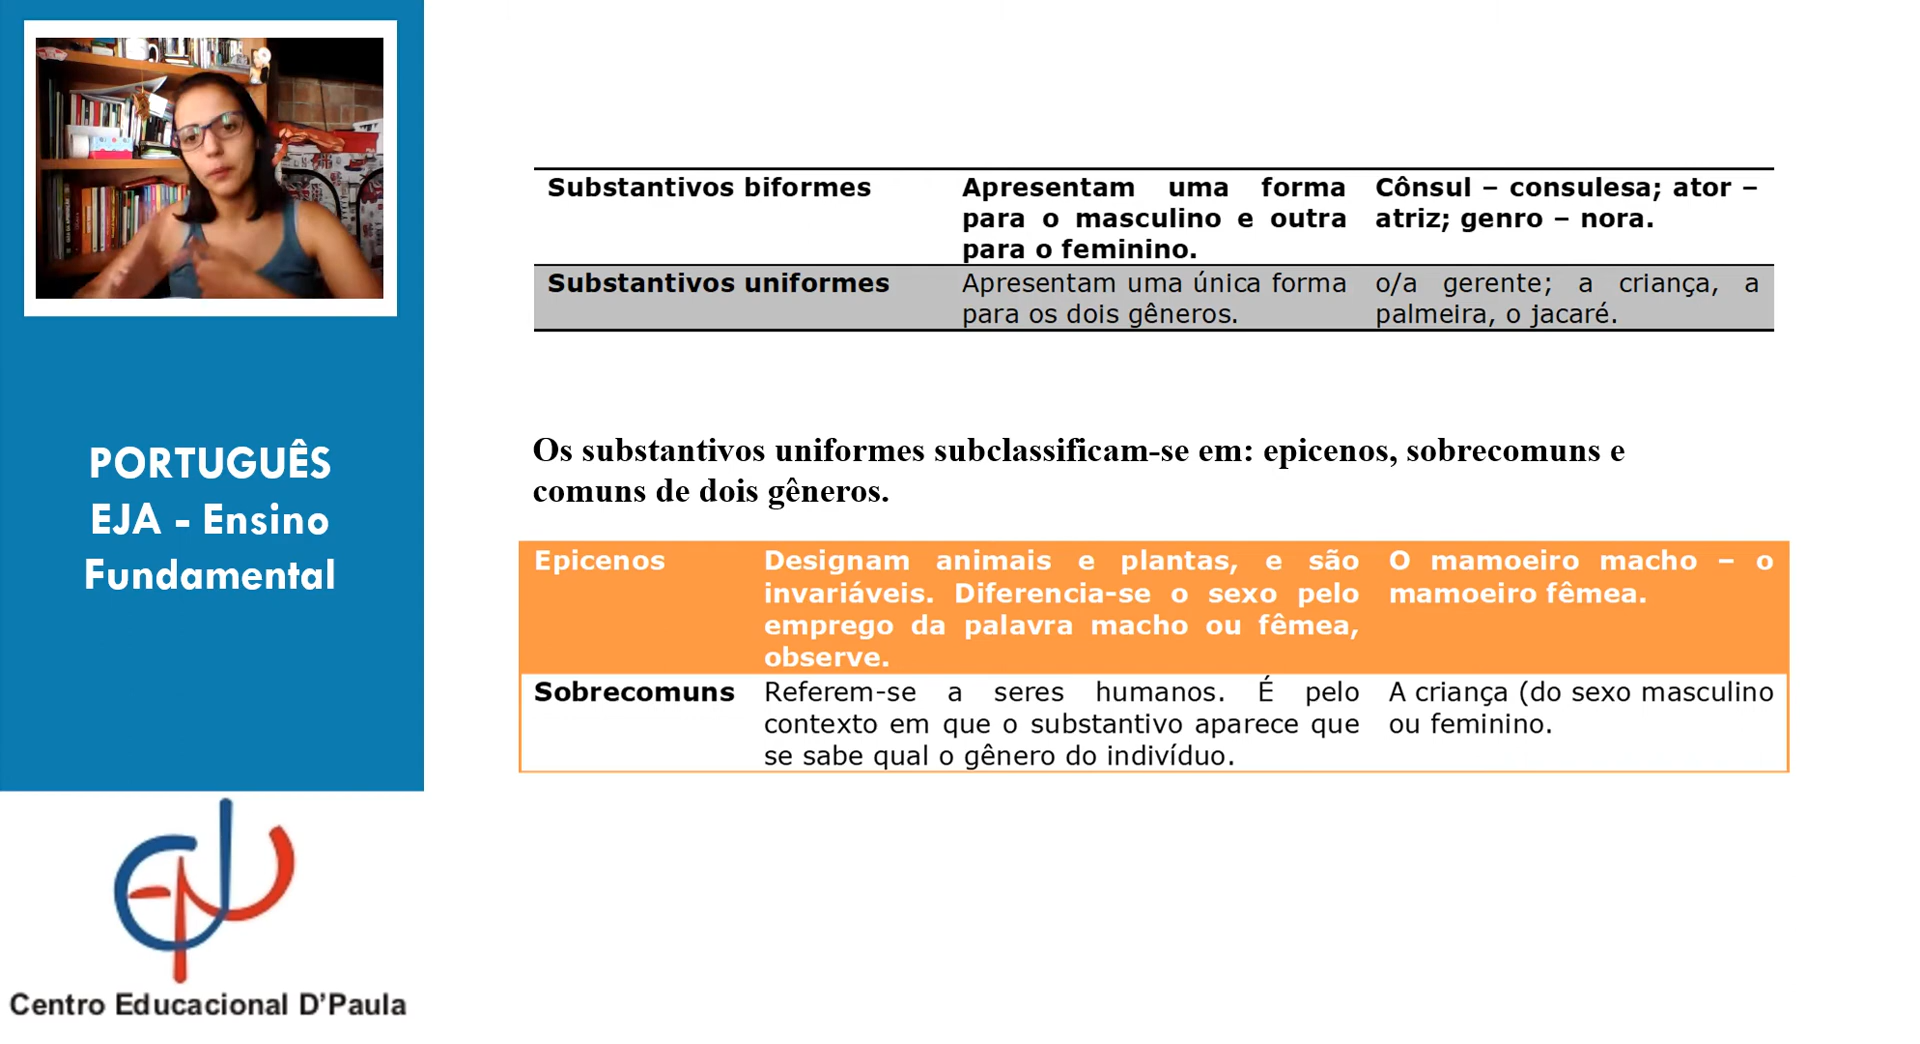 PORTUGUÊS
EJA - Ensino
Fundamental
Centro Educacional D'Paula
Substantivos biformes
Apresentam uma forma
para o masculino e outra
para o feminino.
Cônsul – consulesa; ator –
atriz; genro – nora.
Substantivos uniformes
Apresentam uma única forma
para os dois gêneros.
o/a gerente; a criança, a
palmeira, o jacaré.
Os substantivos uniformes subclassificam-se em: epicenos, sobrecomuns e
comuns de dois gêneros.
Epicenos
Designam animais e plantas, e são
invariáveis. Diferencia-se o sexo pelo
emprego da palavra macho ou fêmea,
observe.
O mamoeiro macho – o
mamoeiro fêmea.
Sobrecomuns
Referem-se a seres humanos. É pelo
contexto em que o substantivo aparece que
se sabe qual o gênero do indivíduo.
A criança (do sexo masculino
ou feminino.